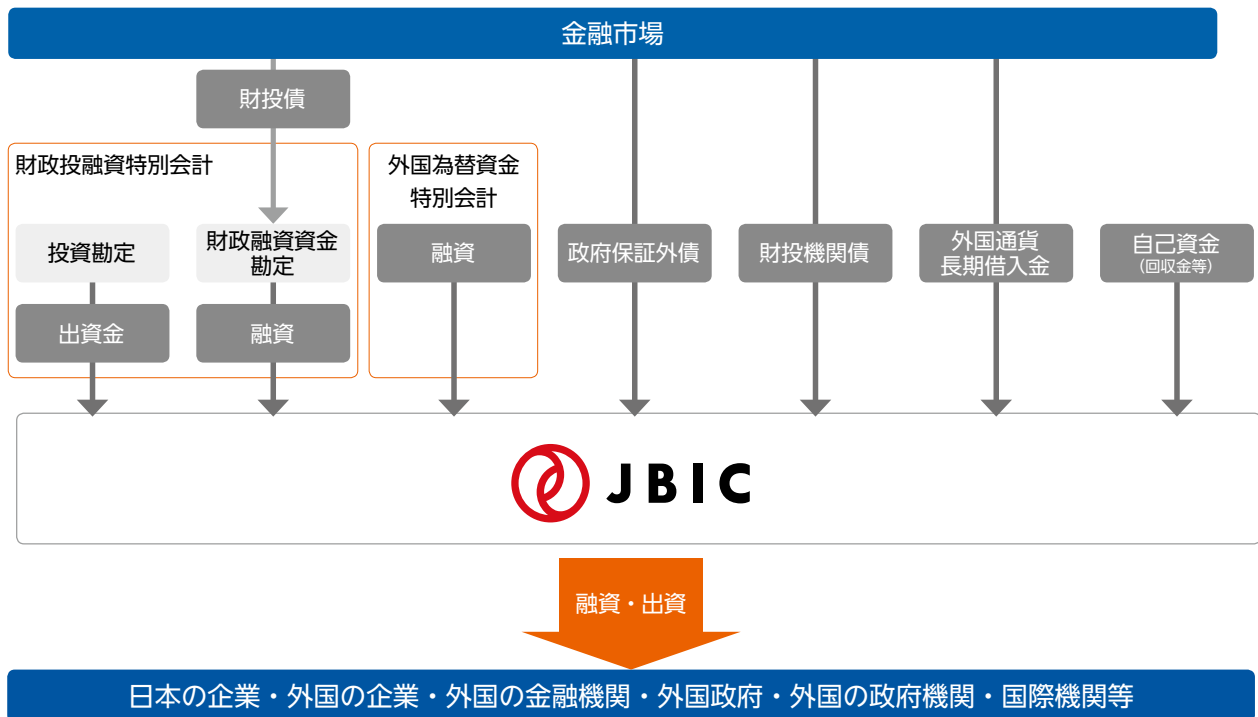 金融市場
財投債
財政投融資特別会計
外国為替資金
特別会計
投資勘定
財政融資資金
勘定
融資
政府保証外債
財投機関債
外国通貨
長期借入金
自己資金
（回収金等）
出資金
融資
JBIC
融資・出資
日本の企業・外国の企業・外国の金融機関・外国政府・外国の政府機関・国際機関等